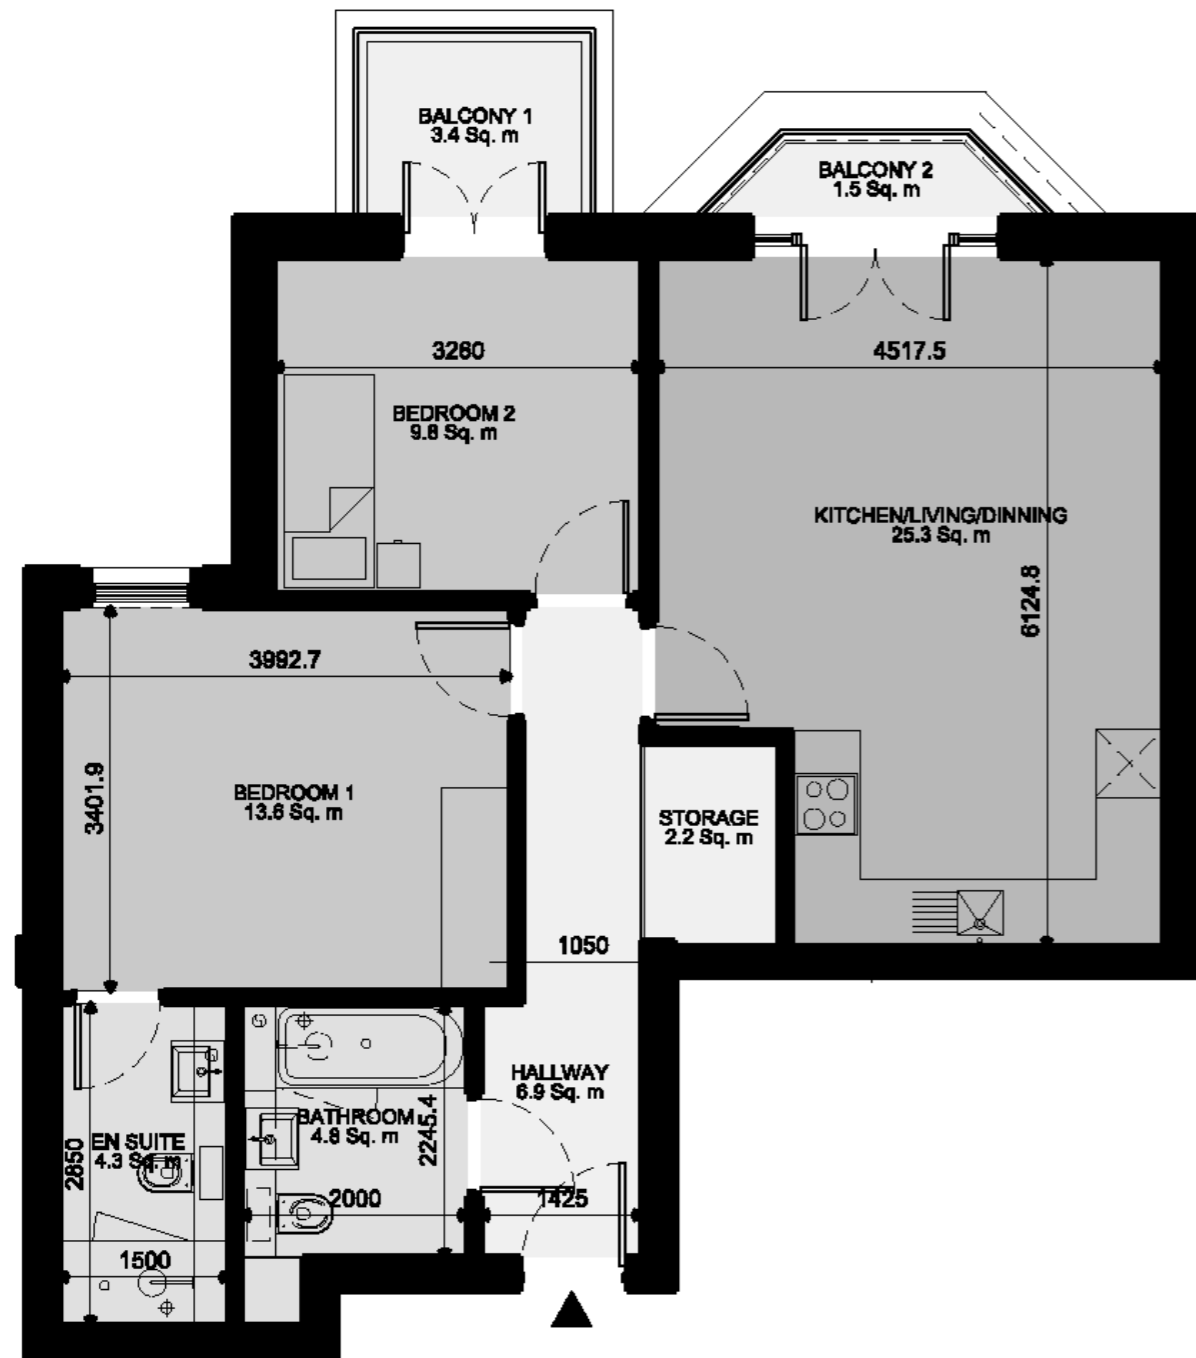 BALCONY 1
3.4 Sq. m
BALCONY 2
1.5 Sq. m
3260
4517.5
BEDROOM 2
9.8 Sq. m
KITCHEN/LIVING/DINNING
25.3 Sq. m
6124.8
3992.7
3401.9
BEDROOM 1
13.6 Sq. m
STORAGE
2.2 Sq. m
1050
HALLWAY
6.9 Sq. m
BATHROOM
4.8 Sq. m
2245.4
EN SUITE
4.3 Sq. m
2850
2000
1425
1500